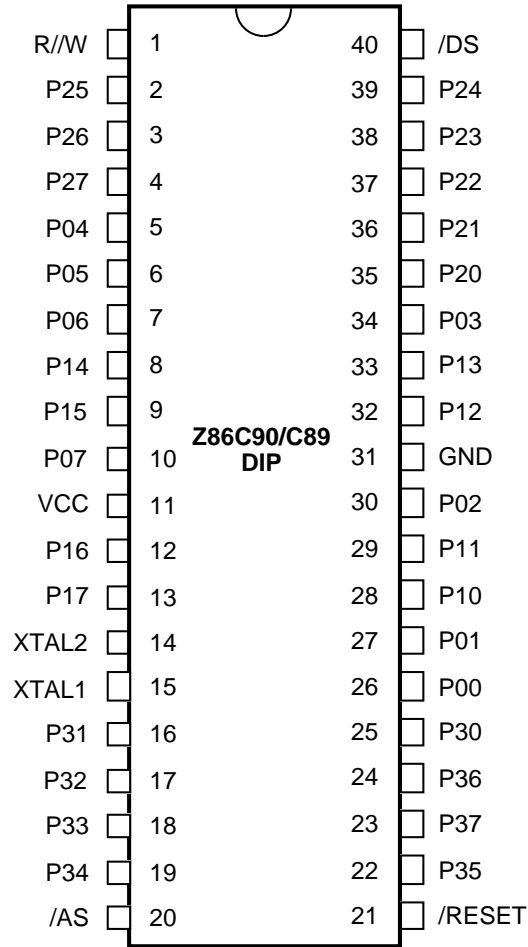 R//W 1 40 /DS
P25 2 39 P24
P26 3 38 P23
P27 4 37 P22
P04 5 36 P21
P05 6 35 P20
P06 7 34 P03
P14 8 33 P13
P15 9 32 P12
Z86C90/C89
P07 10 DIP 31 GND
VCC 11 30 P02
P16 12 29 P11
P17 13 28 P10
XTAL2 14 27 P01
XTAL1 15 26 P00
P31 16 25 P30
P32 17 24 P36
P33 18 23 P37
P34 19 22 P35
/AS 20 21 /RESET